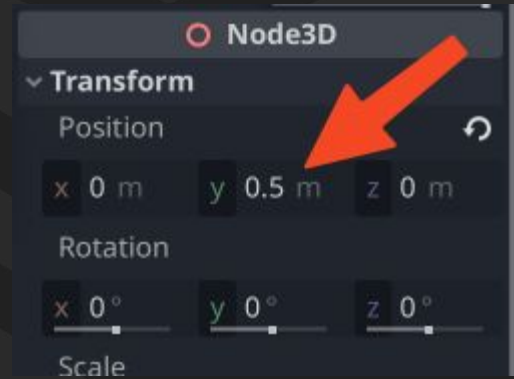 Node3D
Transform
Position
x 0 m y 0.5 m z 0 m
Rotation
x 0° y 0° z 0°
Scale